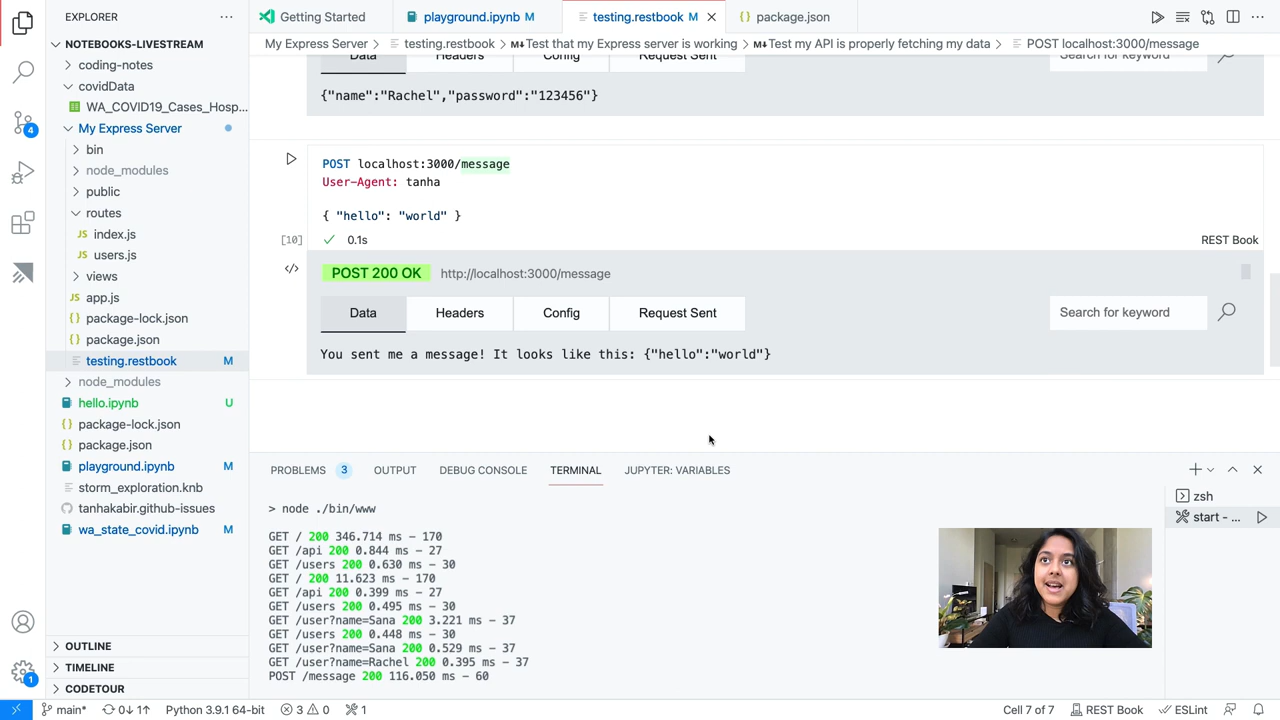 EXPLORER
Getting Started
playground.ipynb M
testing.restbook M
package.json
NOTEBOOKS-LIVESTREAM
coding-notes
covidData
WA_COVID19_Cases_Hosp...
My Express Server
bin
node_modules
public
routes
index.js
users.js
views
app.js
package-lock.json
package.json
testing.restbook M
node_modules
hello.ipynb U
package-lock.json
package.json
playground.ipynb M
storm_exploration.knb
tanhakabir.github-issues
wa_state_covid.ipynb M
OUTLINE
TIMELINE
CODETOUR
4
1
My Express Server > testing.restbook > Test that my Express server is working > Test my API is properly fetching my data > POST localhost:3000/message
Data Headers Config Request Sent Search for keyword
{"name":"Rachel","password":"123456"}
POST localhost:3000/message
User-Agent: tanha
{ "hello": "world" }
[10] 0.1s REST Book
POST 200 OK http://localhost:3000/message
Data Headers Config Request Sent Search for keyword
You sent me a message! It looks like this: {"hello":"world"}
PROBLEMS 3 OUTPUT DEBUG CONSOLE TERMINAL JUPYTER: VARIABLES
> node ./bin/www
GET / 200 346.714 ms - 170
GET /api 200 0.844 ms - 27
GET /users 200 0.630 ms - 30
GET / 200 11.623 ms - 170
GET /api 200 0.399 ms - 27
GET /users 200 0.495 ms - 30
GET /user?name=Sana 200 3.221 ms - 37
GET /users 200 0.448 ms - 30
GET /user?name=Sana 200 0.529 ms - 37
GET /user?name=Rachel 200 0.395 ms - 37
POST /message 200 116.050 ms - 60
zsh
start - ...
main* 0↓ 1↑ Python 3.9.1 64-bit 3 0 1 Cell 7 of 7 REST Book ESLint